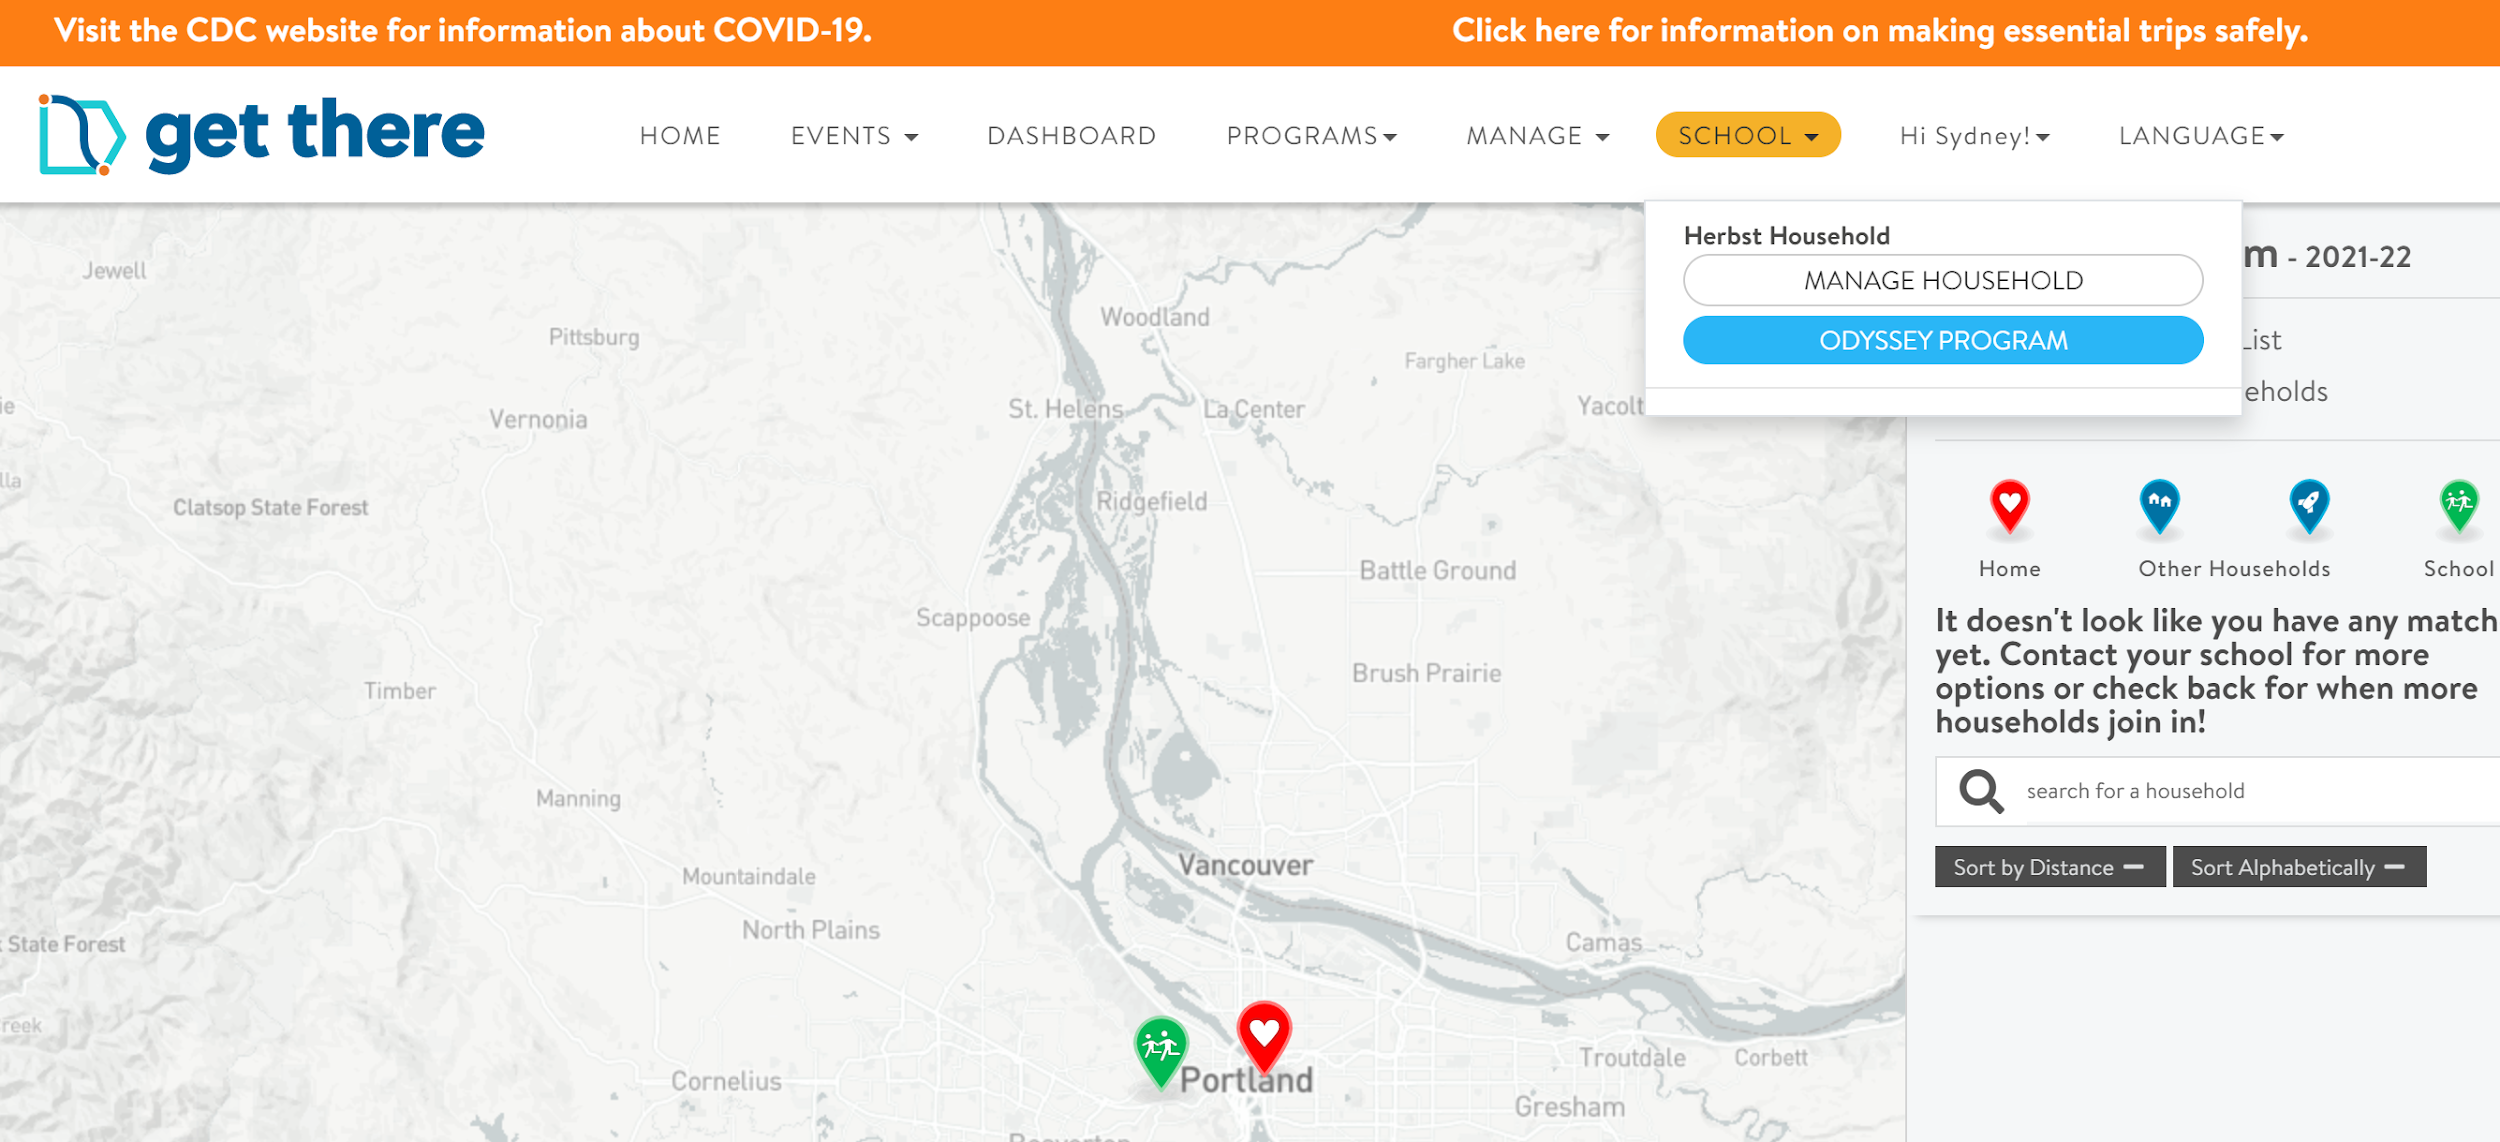 Visit the CDC website for information about COVID-19.
Click here for information on making essential trips safely.
get there
HOME
EVENTS
DASHBOARD
PROGRAMS
MANAGE
SCHOOL
Hi Sydney!
LANGUAGE
Herbst Household
MANAGE HOUSEHOLD
ODYSSEY PROGRAM
m - 2021-22
List
eholds
Home
Other Households
School
It doesn't look like you have any match
yet. Contact your school for more
options or check back for when more
households join in!
search for a household
Sort by Distance
Sort Alphabetically
Jewell
Pittsburg
Woodland
Fargher Lake
ie
Vernonia
St. Helens
La Center
Yacolt
lla
Clatsop State Forest
Ridgefield
Battle Ground
Scappoose
Brush Prairie
Timber
Manning
Vancouver
Mountaindale
North Plains
State Forest
Camas
reek
Troutdale
Corbett
Cornelius
Portland
Gresham
Beaverton